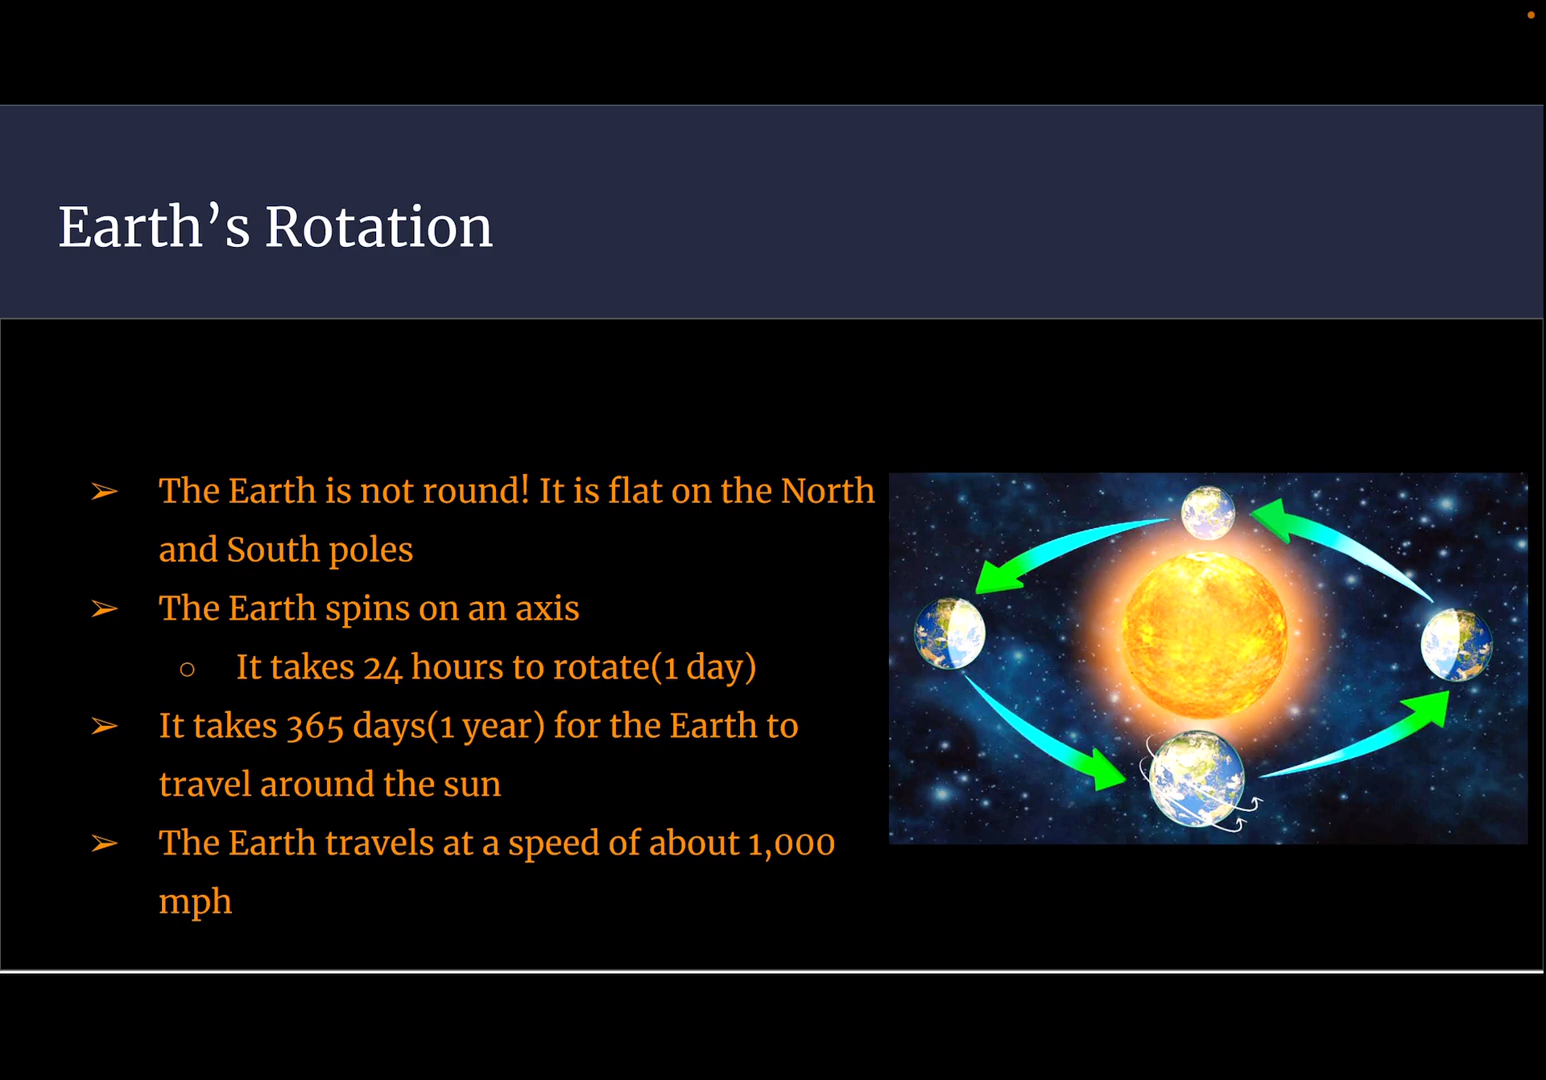 Earth’s Rotation
➢ The Earth is not round! It is flat on the North
and South poles
➢ The Earth spins on an axis
○ It takes 24 hours to rotate(1 day)
➢ It takes 365 days(1 year) for the Earth to
travel around the sun
➢ The Earth travels at a speed of about 1,000
mph